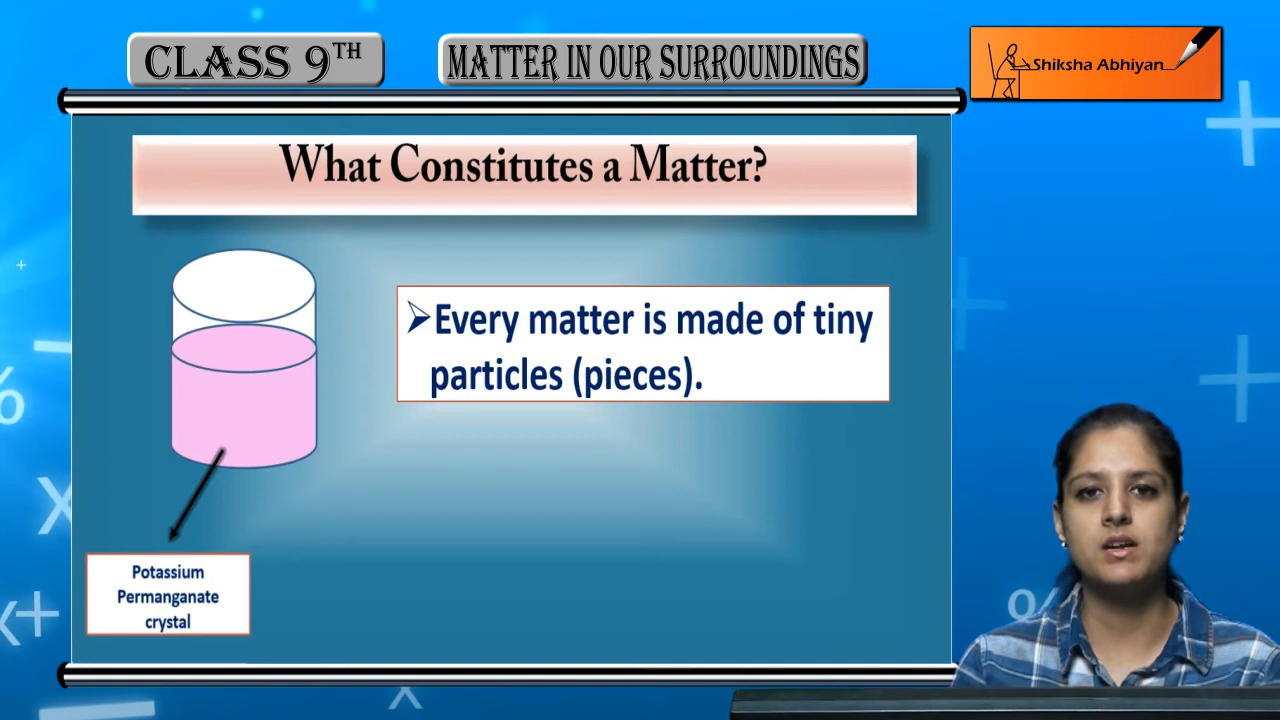 CLASS 9TH
MATTER IN OUR SURROUNDINGS
Shiksha Abhiyan
What Constitutes a Matter?
➢Every matter is made of tiny
particles (pieces).
Potassium
Permanganate
crystal